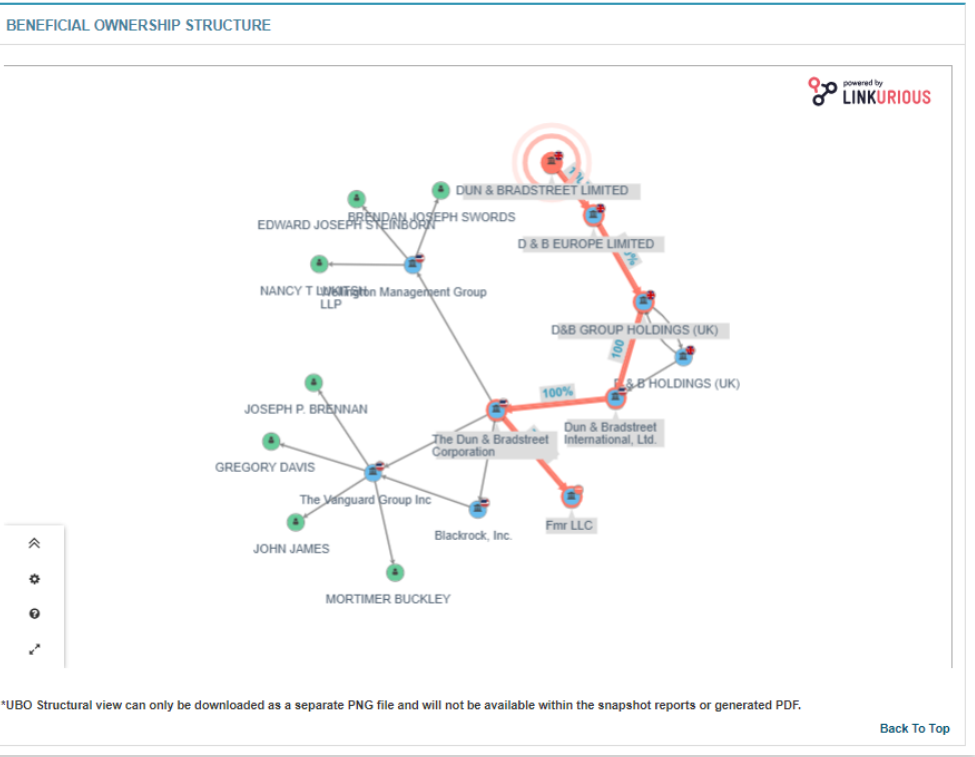 BENEFICIAL OWNERSHIP STRUCTURE
powered by
LINKURIOUS
DUN & BRADSTREET LIMITED
BRENDAN JOSEPH SWORDS
EDWARD JOSEPH STEINBORN
D & B EUROPE LIMITED
NANCY T LUKITSH
Wellington Management Group
LLP
D&B GROUP HOLDINGS (UK)
100
D & B HOLDINGS (UK)
100%
JOSEPH P. BRENNAN
Dun & Bradstreet
International, Ltd.
The Dun & Bradstreet
Corporation
GREGORY DAVIS
The Vanguard Group Inc
Fmr LLC
Blackrock, Inc.
JOHN JAMES
MORTIMER BUCKLEY
*UBO Structural view can only be downloaded as a separate PNG file and will not be available within the snapshot reports or generated PDF.
Back To Top